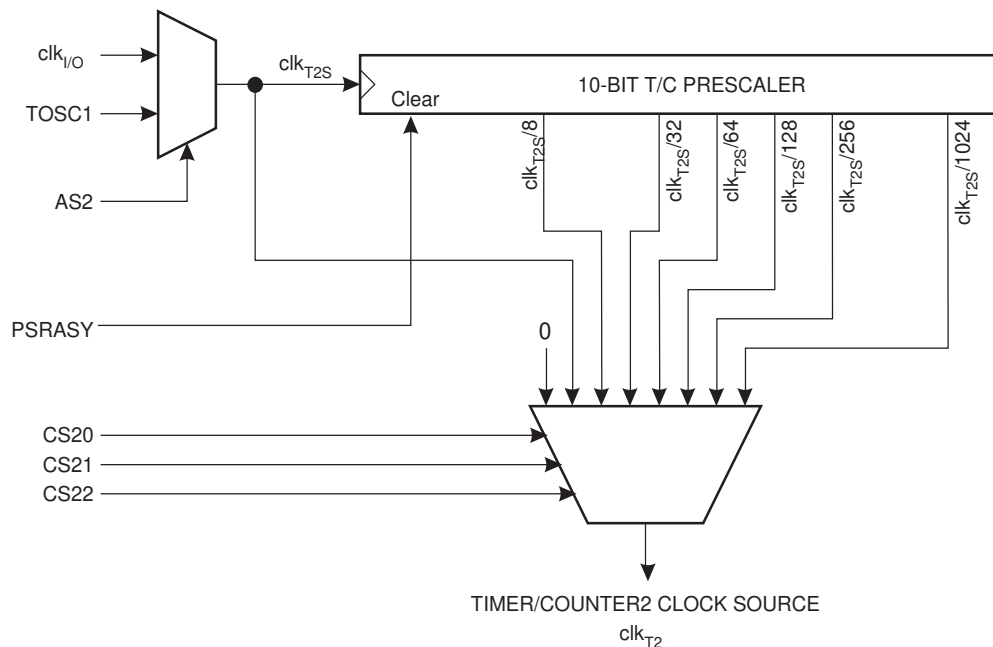 clkI/O
clkT2S
10-BIT T/C PRESCALER
TOSC1
Clear
clkT2S/8
clkT2S/32
clkT2S/64
clkT2S/128
clkT2S/256
clkT2S/1024
AS2
PSRASY
0
CS20
CS21
CS22
TIMER/COUNTER2 CLOCK SOURCE
clkT2